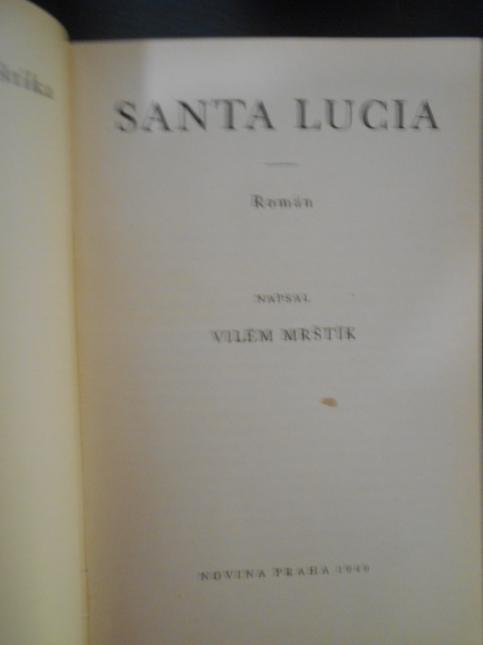 SANTA LUCIA
Román
NAPSAL
VILÉM MRŠTÍK
NOVINA PRAHA